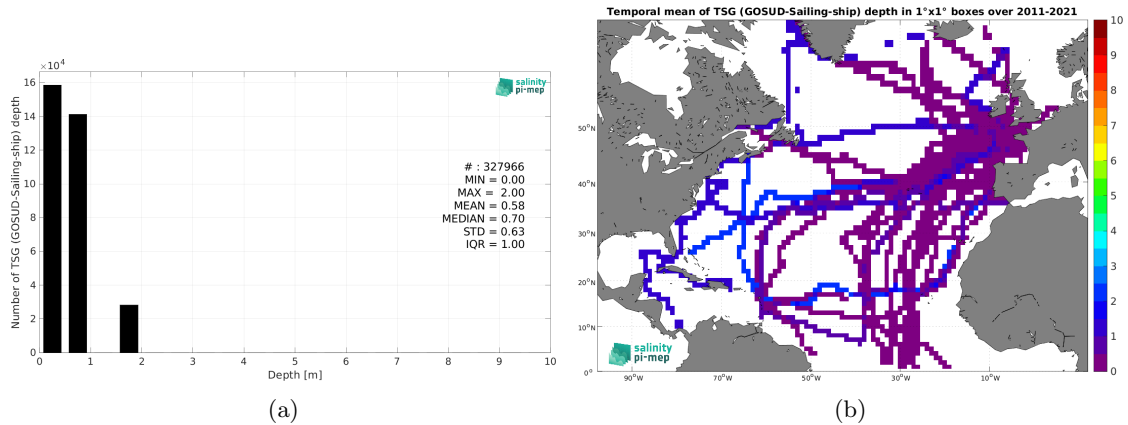 ×10⁴
16
14
12
10
8
6
4
2
0
Number of TSG (GOSUD-Sailing-ship) depth
salinity
pi-mep
# : 327966
MIN = 0.00
MAX = 2.00
MEAN = 0.58
MEDIAN = 0.70
STD = 0.63
IQR = 1.00
0 1 2 3 4 5 6 7 8 9 10
Depth [m]
(a)
Temporal mean of TSG (GOSUD-Sailing-ship) depth in 1°x1° boxes over 2011-2021
50°N
40°N
30°N
20°N
10°N
0°
90°W 70°W 50°W 30°W 10°W
salinity
pi-mep
10
9
8
7
6
5
4
3
2
1
0
(b)